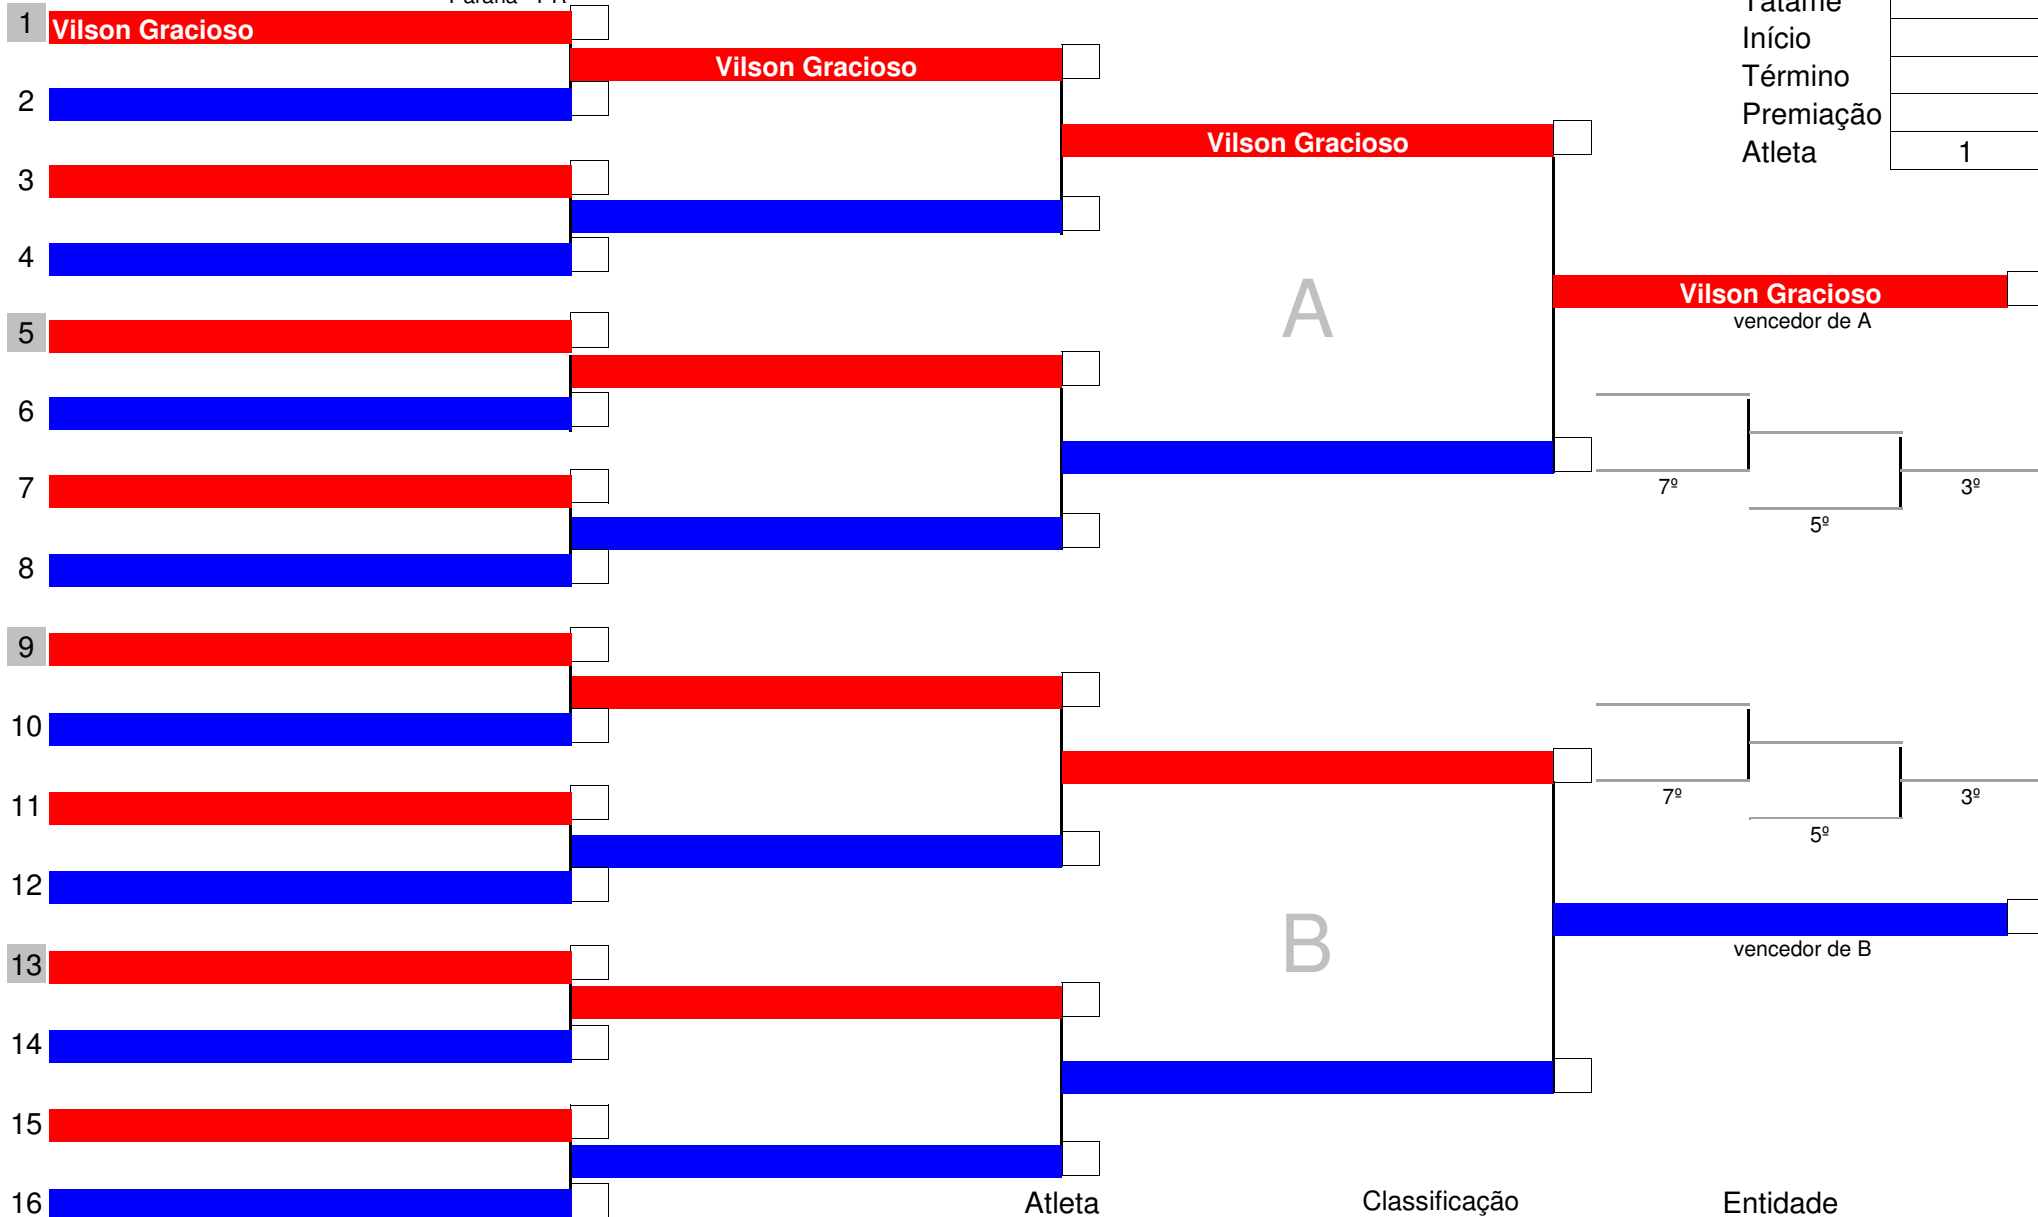 Paraná - PR
Tatame
1 Vilson Gracioso
Início
Vilson Gracioso
Término
2
Premiação
Vilson Gracioso
Atleta 1
3
4
A
Vilson Gracioso
vencedor de A
5
6
7
7º 3º
5º
8
9
10
11
7º 3º
5º
12
B
vencedor de B
13
14
15
16
Atleta Classificação Entidade